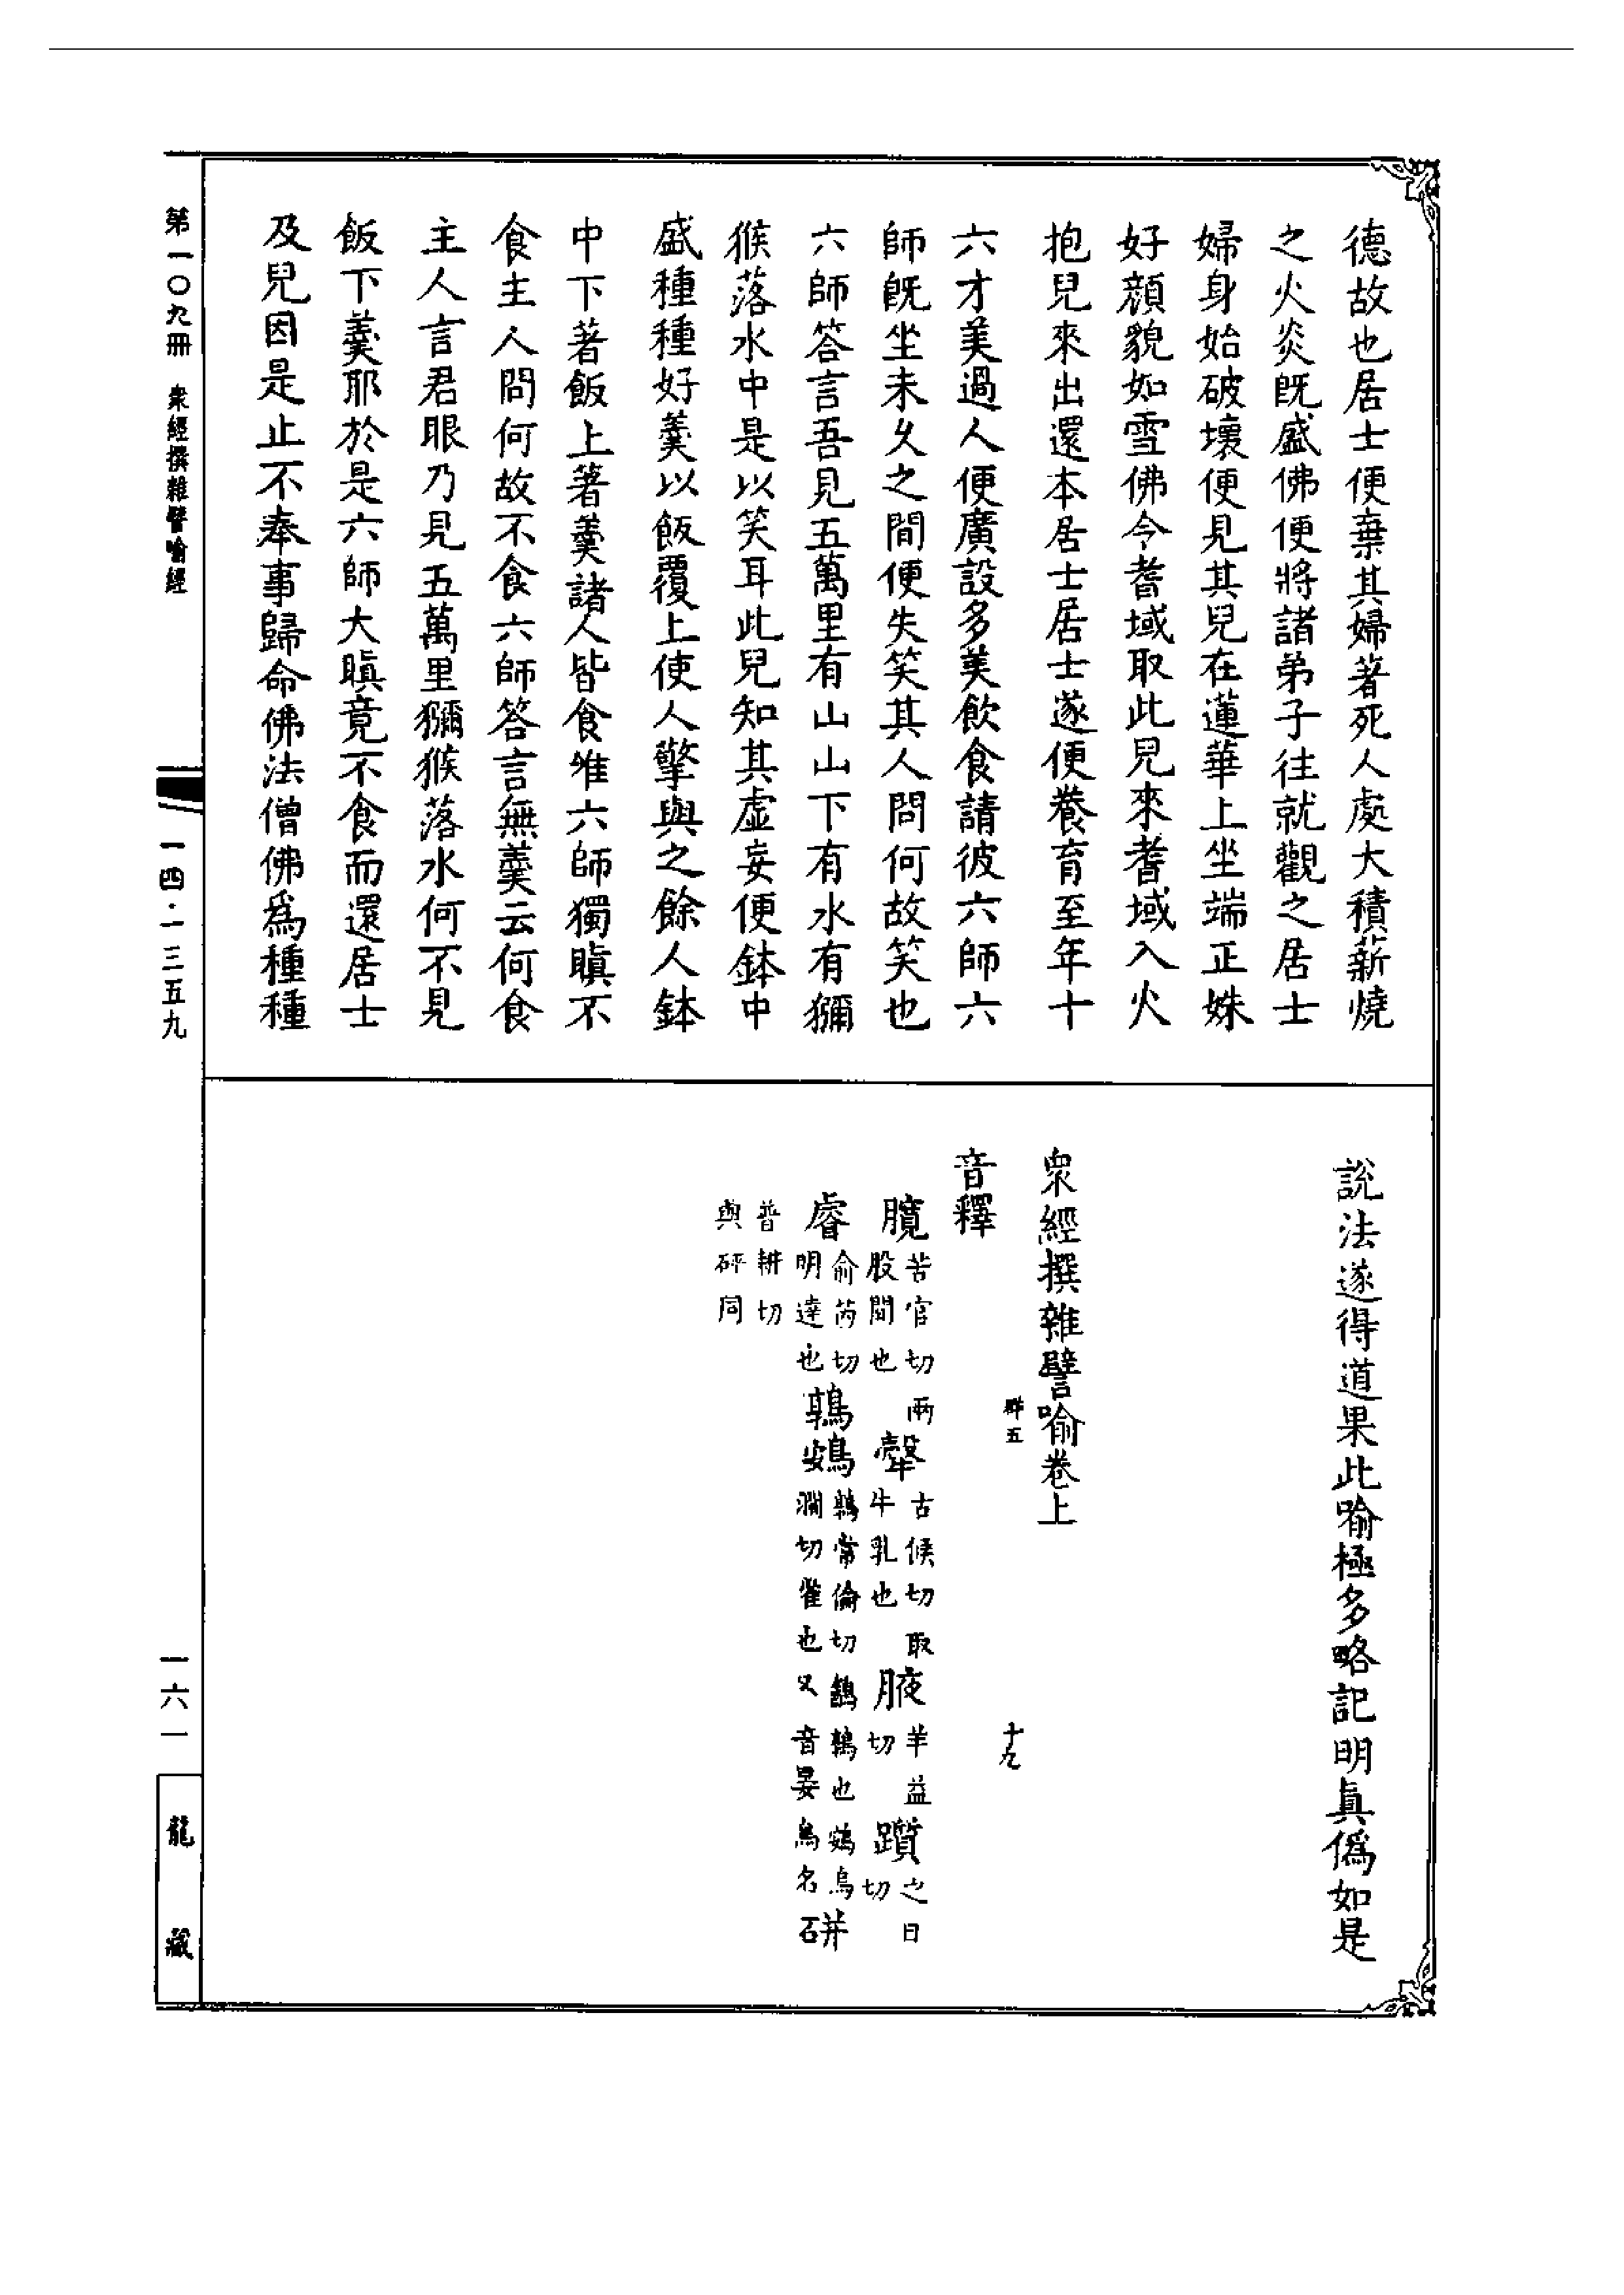 德故也居士便棄其婦著死人處大積薪燒
之火炎既盛佛便將諸弟子往就觀之居士
婦身始破壞便見其兒在蓮華上坐端正姝
好顏貌如雪佛令耆域取此兒來耆域入火
抱兒來出還本居士居士遂便養育至年十
六才美過人便廣設多美飲食請彼六師六
師既坐未久之間便失笑其人問何故笑也
六師答言吾見五萬里有山山下有水有獼
猴落水中是以笑耳此兒知其虛妄便鉢中
盛種種好羹以飯覆上使人擎與之餘人鉢
中下著飯上著羹諸人皆食唯六師獨瞋不
食主人問何故不食六師答言無羹云何食
主人言君眼乃見五萬里獼猴落水何不見
飯下羹耶於是六師大瞋竟不食而還居士
及兒因是止不奉事歸命佛法僧佛為種種
說法遂得道果此喻極多略記明真偽如是
眾經撰雜譬喻卷上
群五 十九
音釋
臗苦官切兩股間也 㝅古候切取牛乳也 腋羊益切 躓之日切
睿俞芮切明達也 鶉鴳鶉常倫切鷂鶉也鴳烏澗切雀也又音晏鳥名 硑
普耕切與砰同
第一〇九冊 眾經撰雜譬喻經
一四·一三五九
一六一
龍藏